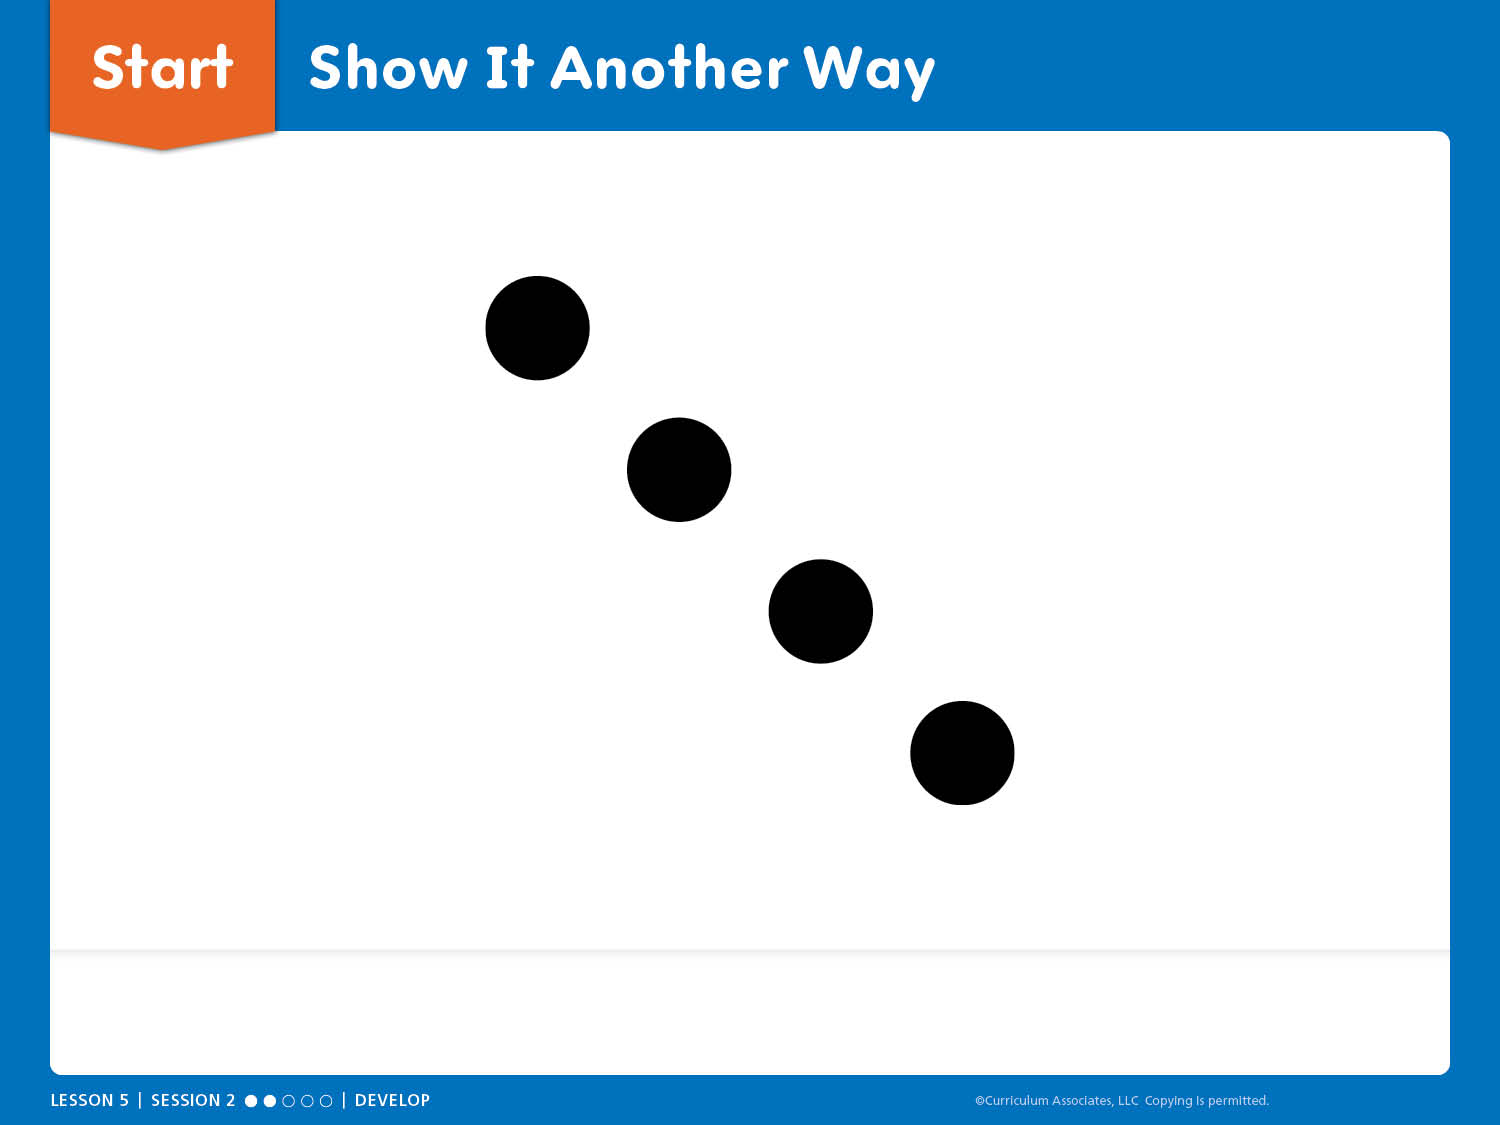 Start
Show It Another Way
LESSON 5 | SESSION 2 ●●○○○ | DEVELOP
©Curriculum Associates, LLC Copying is permitted.